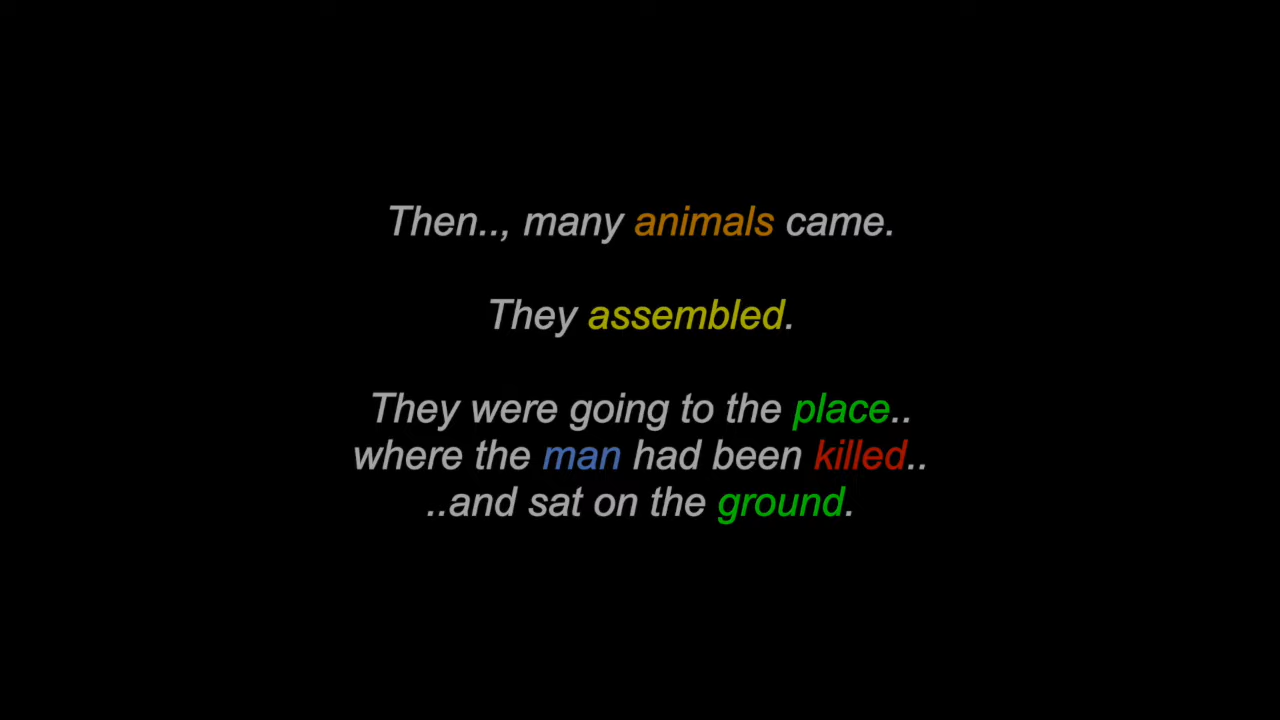 Then.., many animals came.
They assembled.
They were going to the place..
where the man had been killed..
..and sat on the ground.